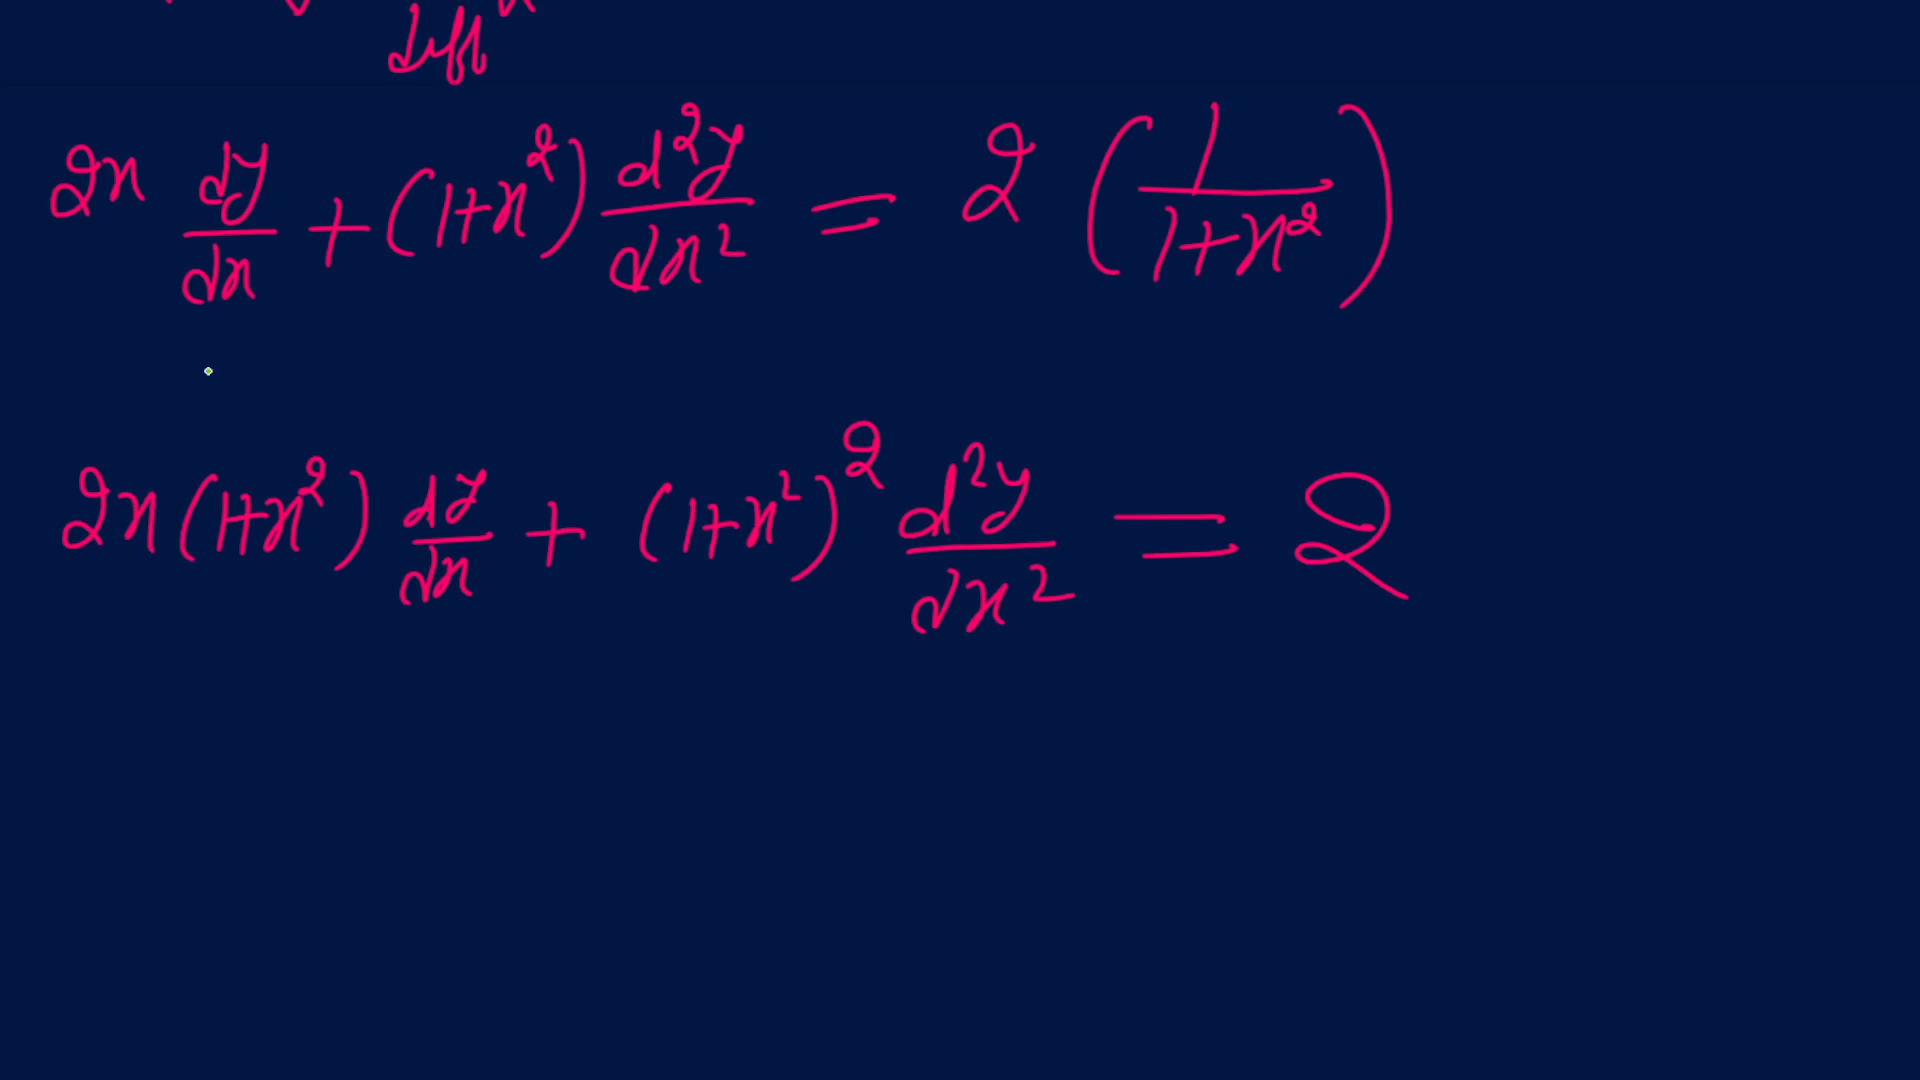 Diff
2x dy/dx + (1+x²) d²y/dx² = 2 (1/(1+x²))
2x (1+x²) dy/dx + (1+x²)² d²y/dx² = 2